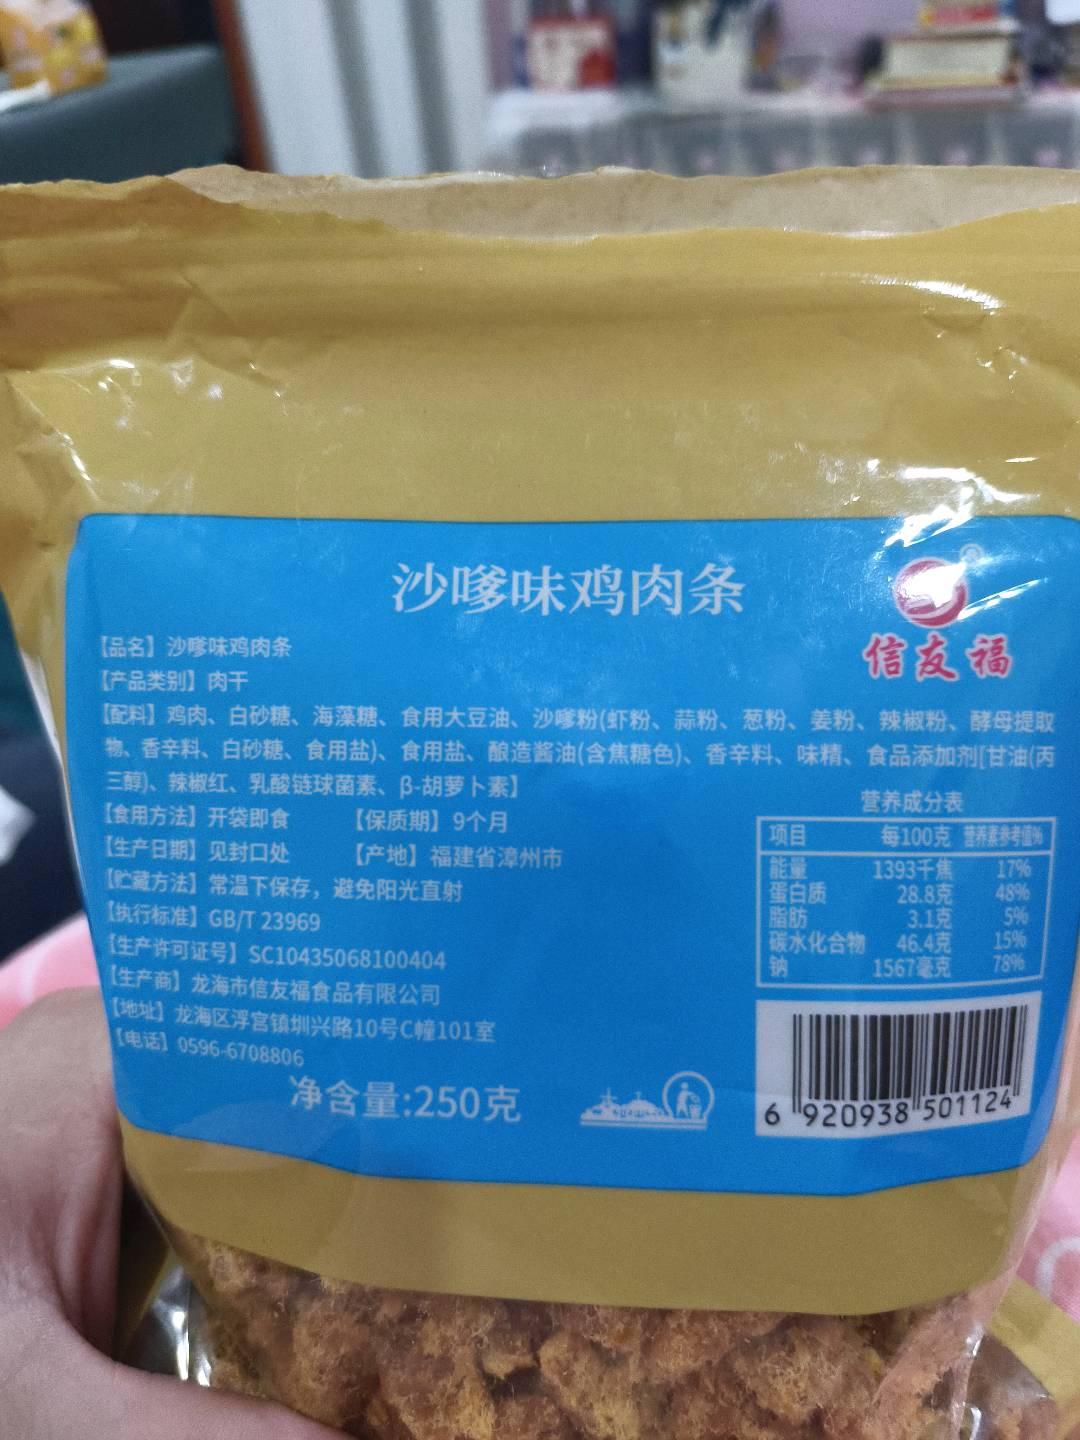 沙嗲味鸡肉条
信友福
【品名】沙嗲味鸡肉条
【产品类别】肉干
【配料】鸡肉、白砂糖、海藻糖、食用大豆油、沙嗲粉(虾粉、蒜粉、葱粉、姜粉、辣椒粉、酵母提取
物、香辛料、白砂糖、食用盐)、食用盐、酿造酱油(含焦糖色)、香辛料、味精、食品添加剂[甘油(丙
三醇)、辣椒红、乳酸链球菌素、β-胡萝卜素】
【食用方法】开袋即食 【保质期】9个月
【生产日期】见封口处 【产地】福建省漳州市
【贮藏方法】常温下保存，避免阳光直射
【执行标准】GB/T 23969
【生产许可证号】SC10435068100404
【生产商】龙海市信友福食品有限公司
【地址】龙海区浮宫镇圳兴路10号C幢101室
【电话】0596-6708806
净含量:250克
营养成分表
项目 每100克 营养素参考值%
能量 1393千焦 17%
蛋白质 28.8克 48%
脂肪 3.1克 5%
碳水化合物 46.4克 15%
钠 1567毫克 78%
6 920938 501124